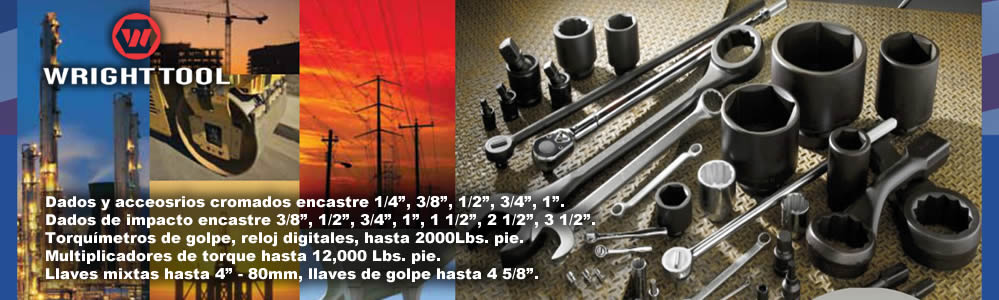 WRIGHT TOOL
Dados y acceosrios cromados encastre 1/4”, 3/8”, 1/2”, 3/4”, 1”.
Dados de impacto encastre 3/8”, 1/2”, 3/4”, 1”, 1 1/2”, 2 1/2”, 3 1/2”.
Torquímetros de golpe, reloj digitales, hasta 2000Lbs. pie.
Multiplicadores de torque hasta 12,000 Lbs. pie.
Llaves mixtas hasta 4” - 80mm, llaves de golpe hasta 4 5/8”.